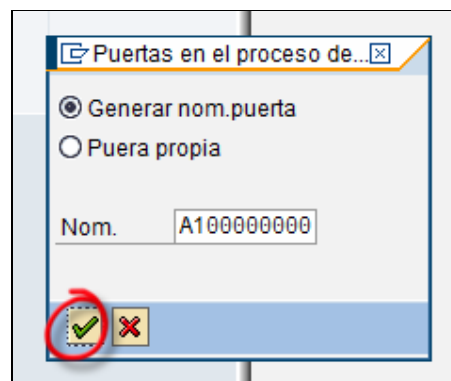 Puertas en el proceso de...
Generar nom.puerta
Puera propia
Nom. A100000000